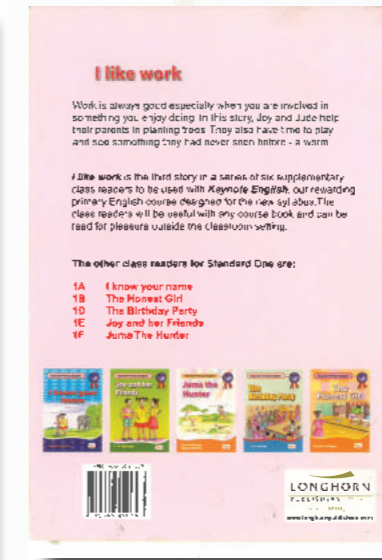 I like work
Work is always good especially when you are involved in
something you enjoy doing. In this story, Joy and Jude help
their parents in planting trees. They also have time to play
and see something they had never seen before - a worm.
I like work is the third story in a series of six supplementary
class readers to be used with Keynote English, our rewarding
primary English course designed for the new syllabus. The
class readers will be useful with any course book and can be
read for pleasure outside the classroom setting.
The other class readers for Standard One are:
1A I know your name
1B The Honest Girl
1D The Birthday Party
1E Joy and her Friends
1F Juma The Hunter
Joy and her
Friends
Juma the
Hunter
The
Birthday Party
The
Honest Girl
LONGHORN
PUBLISHERS
www.longhornpublishers.com